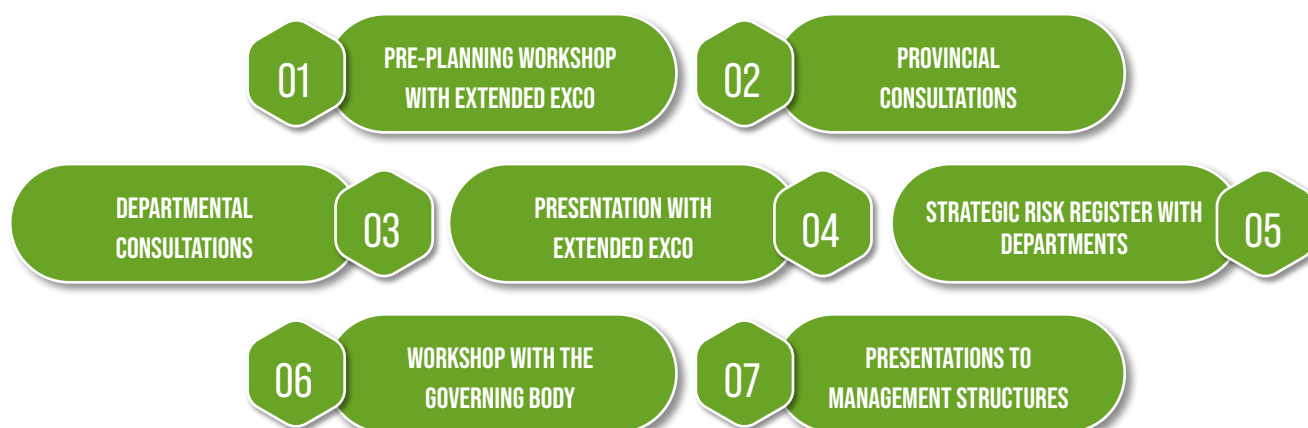 01
PRE-PLANNING WORKSHOP
WITH EXTENDED EXCO
02
PROVINCIAL
CONSULTATIONS
DEPARTMENTAL
CONSULTATIONS
03
PRESENTATION WITH
EXTENDED EXCO
04
STRATEGIC RISK REGISTER WITH
DEPARTMENTS
05
06
WORKSHOP WITH THE
GOVERNING BODY
07
PRESENTATIONS TO
MANAGEMENT STRUCTURES